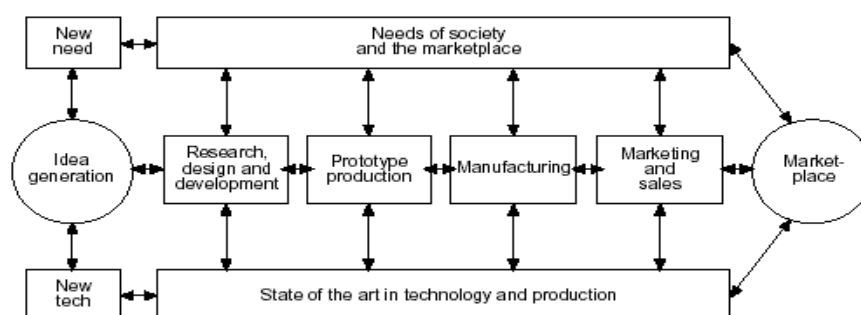 New
need
Needs of society
and the marketplace
Idea
generation
Research,
design and
development
Prototype
production
Manufacturing
Marketing
and
sales
Market-
place
New
tech
State of the art in technology and production